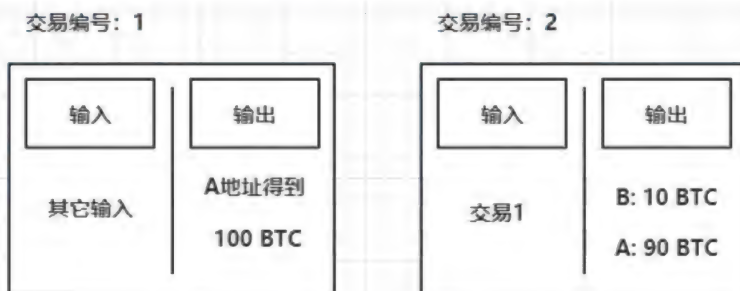 交易编号：1
输入
输出
其它输入
A地址得到
100 BTC
交易编号：2
输入
输出
交易1
B: 10 BTC
A: 90 BTC